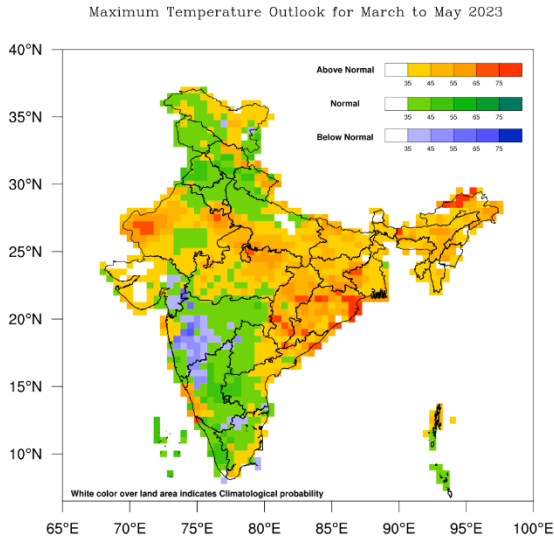 Maximum Temperature Outlook for March to May 2023
40°N
35°N
30°N
25°N
20°N
15°N
10°N
Above Normal
35 45 55 65 75
Normal
35 45 55 65 75
Below Normal
35 45 55 65 75
White color over land area indicates Climatological probability
65°E 70°E 75°E 80°E 85°E 90°E 95°E 100°E